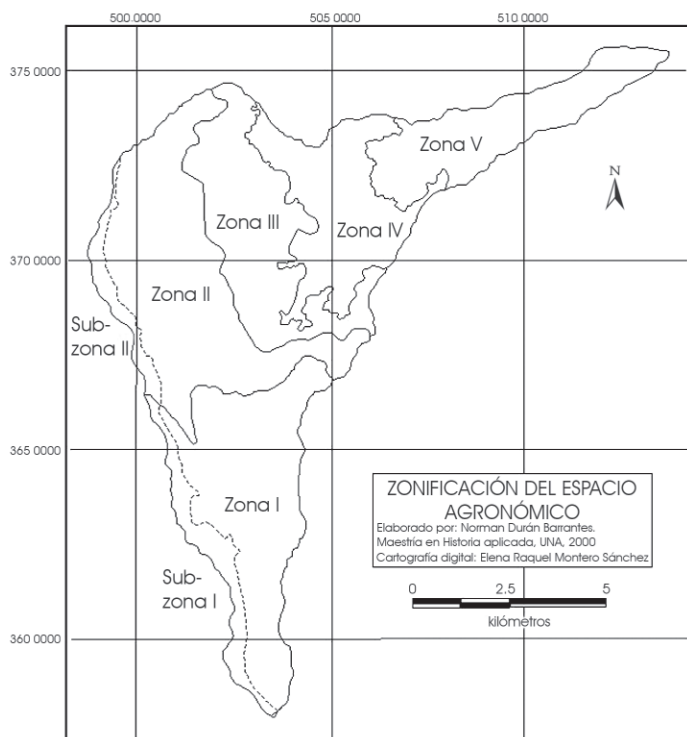 500 0000
505 0000
510 0000
375 0000
Zona V
N
Zona III
Zona IV
370 0000
Zona II
Sub-
zona II
365 0000
Zona I
ZONIFICACIÓN DEL ESPACIO
AGRONÓMICO
Elaborado por: Norman Durán Barrantes.
Maestría en Historia aplicada, UNA, 2000
Cartografía digital: Elena Raquel Montero Sánchez
Sub-
zona I
0
2.5
5
kilómetros
360 0000